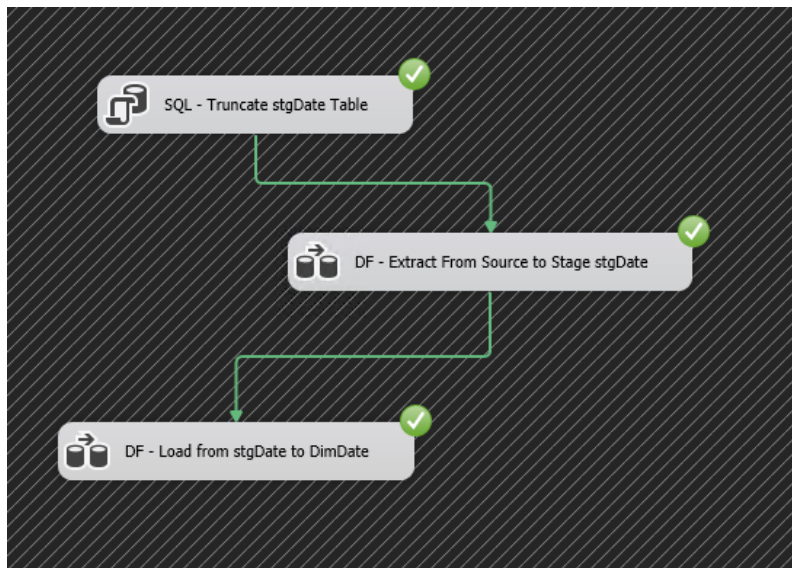 SQL - Truncate stgDate Table
DF - Extract From Source to Stage stgDate
DF - Load from stgDate to DimDate